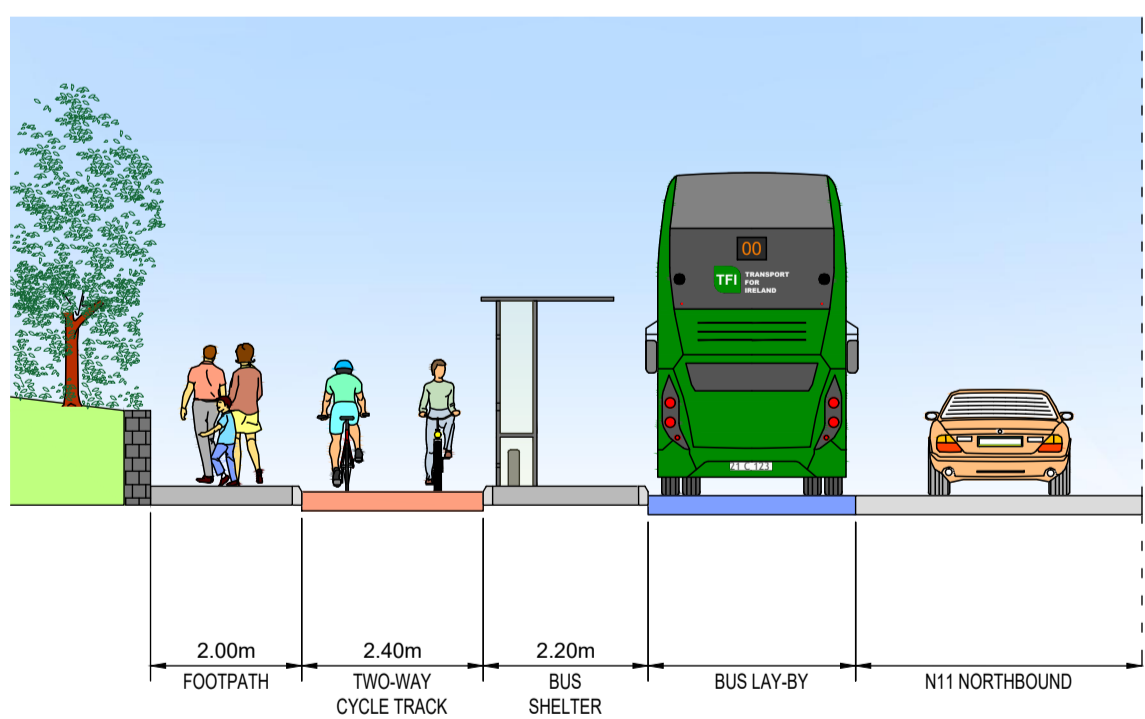 00
TFI
TRANSPORT
FOR
IRELAND
21 C 123
2.00m
2.40m
2.20m
FOOTPATH
TWO-WAY
CYCLE TRACK
BUS
SHELTER
BUS LAY-BY
N11 NORTHBOUND